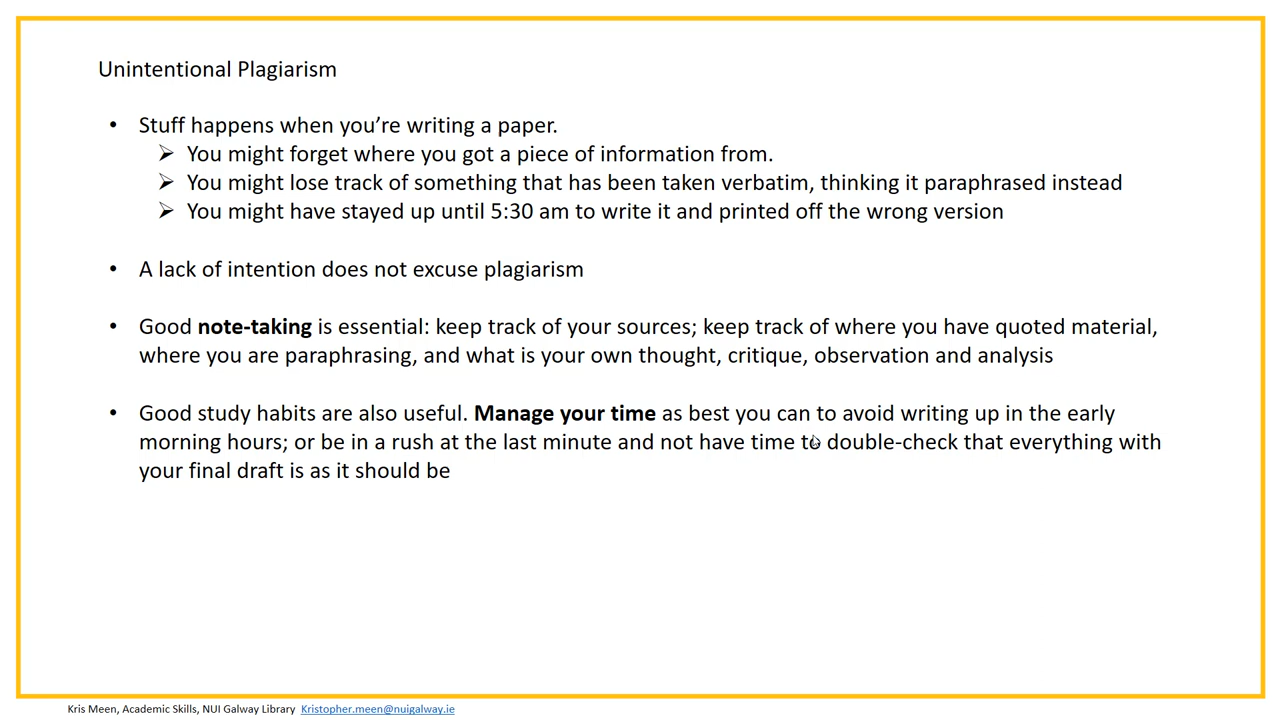 Unintentional Plagiarism
• Stuff happens when you’re writing a paper.
➢ You might forget where you got a piece of information from.
➢ You might lose track of something that has been taken verbatim, thinking it paraphrased instead
➢ You might have stayed up until 5:30 am to write it and printed off the wrong version
• A lack of intention does not excuse plagiarism
• Good note-taking is essential: keep track of your sources; keep track of where you have quoted material,
where you are paraphrasing, and what is your own thought, critique, observation and analysis
• Good study habits are also useful. Manage your time as best you can to avoid writing up in the early
morning hours; or be in a rush at the last minute and not have time to double-check that everything with
your final draft is as it should be
Kris Meen, Academic Skills, NUI Galway Library Kristopher.meen@nuigalway.ie